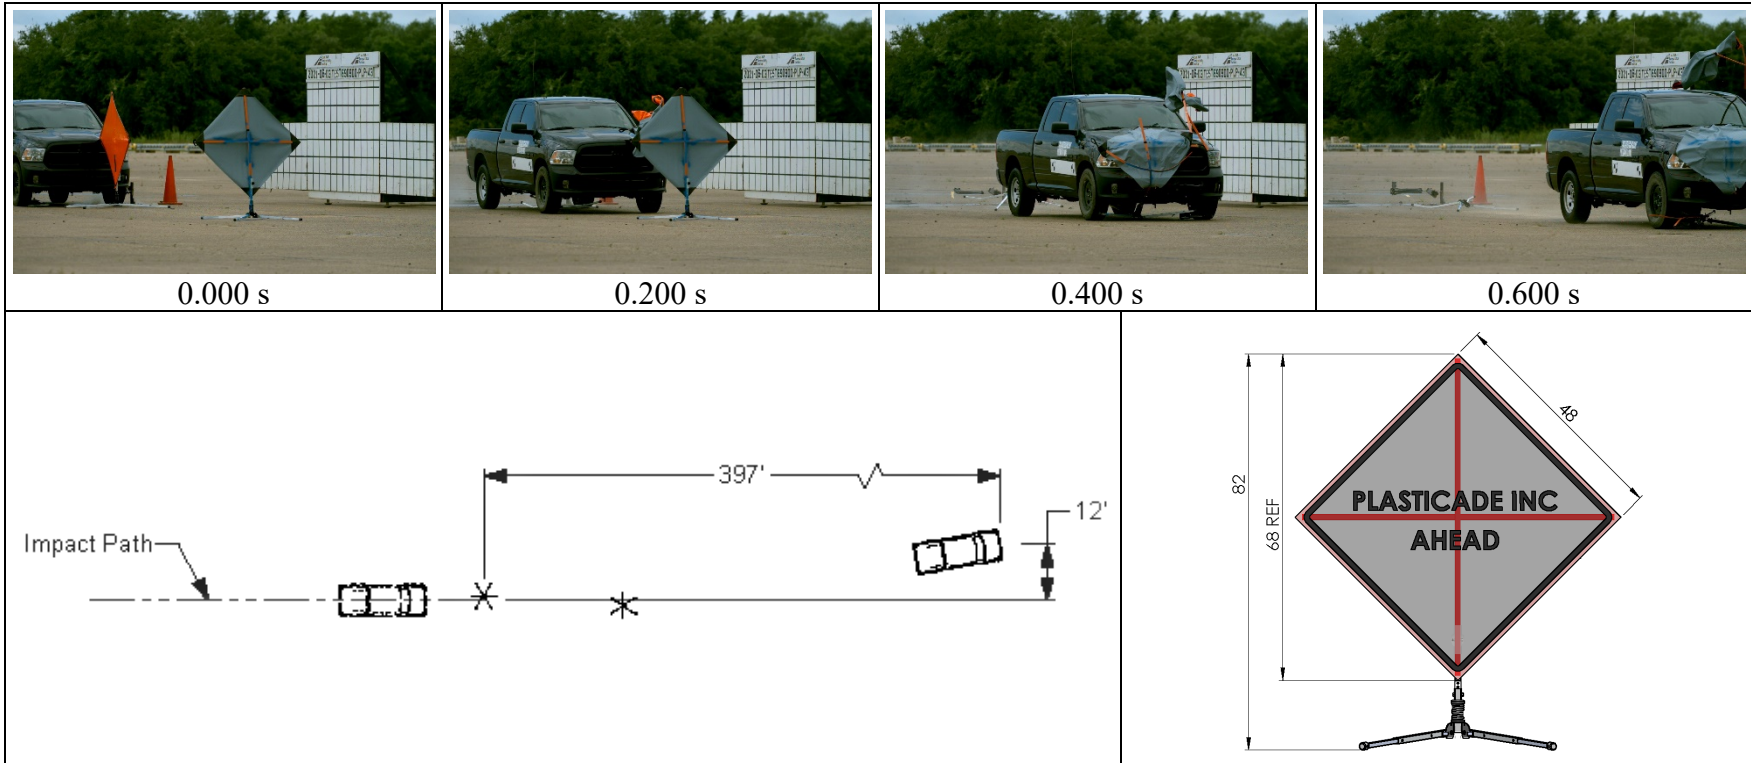 0.000 s
0.200 s
0.400 s
0.600 s
Impact Path
397'
12'
82
68 REF
48
PLASTICADE INC
AHEAD